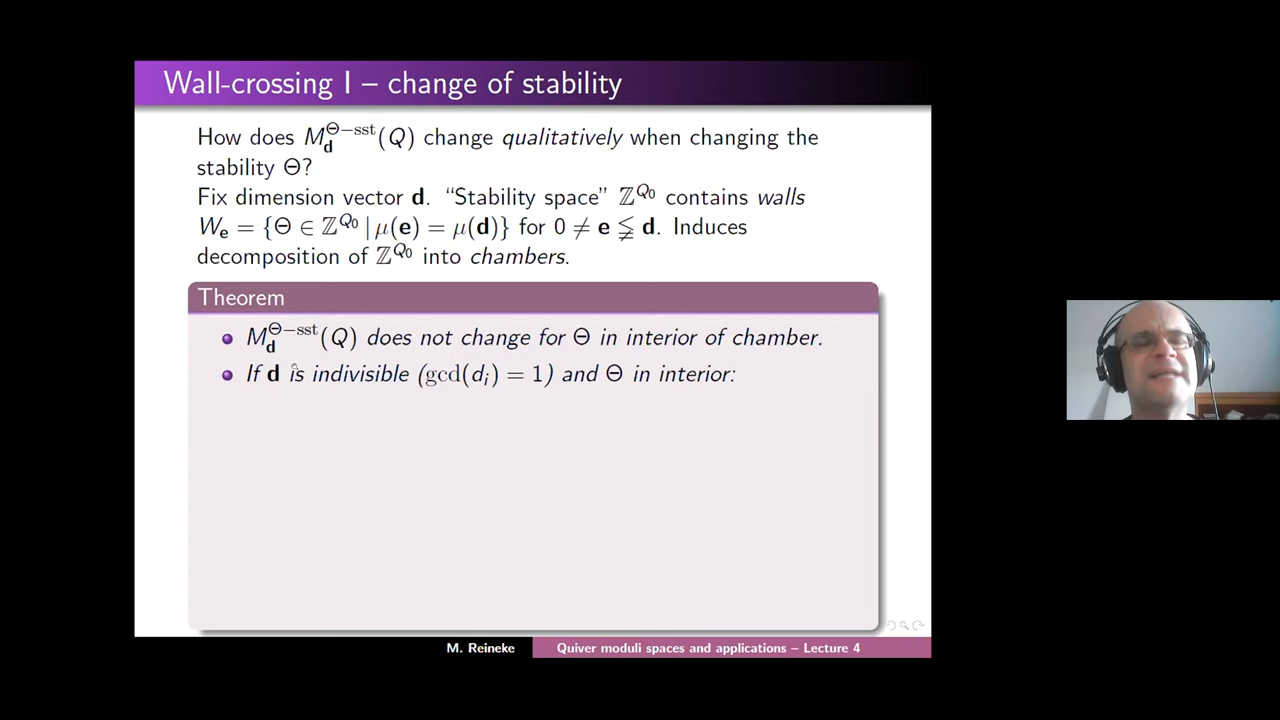 Wall-crossing I – change of stability
How does M_d^{Θ−sst}(Q) change qualitatively when changing the
stability Θ?
Fix dimension vector d. “Stability space” ℤ^{Q₀} contains walls
W_e = {Θ ∈ ℤ^{Q₀} | μ(e) = μ(d)} for 0 ≠ e ≨ d. Induces
decomposition of ℤ^{Q₀} into chambers.
Theorem
M_d^{Θ−sst}(Q) does not change for Θ in interior of chamber.
If d is indivisible (gcd(d_i) = 1) and Θ in interior:
M. Reineke
Quiver moduli spaces and applications – Lecture 4